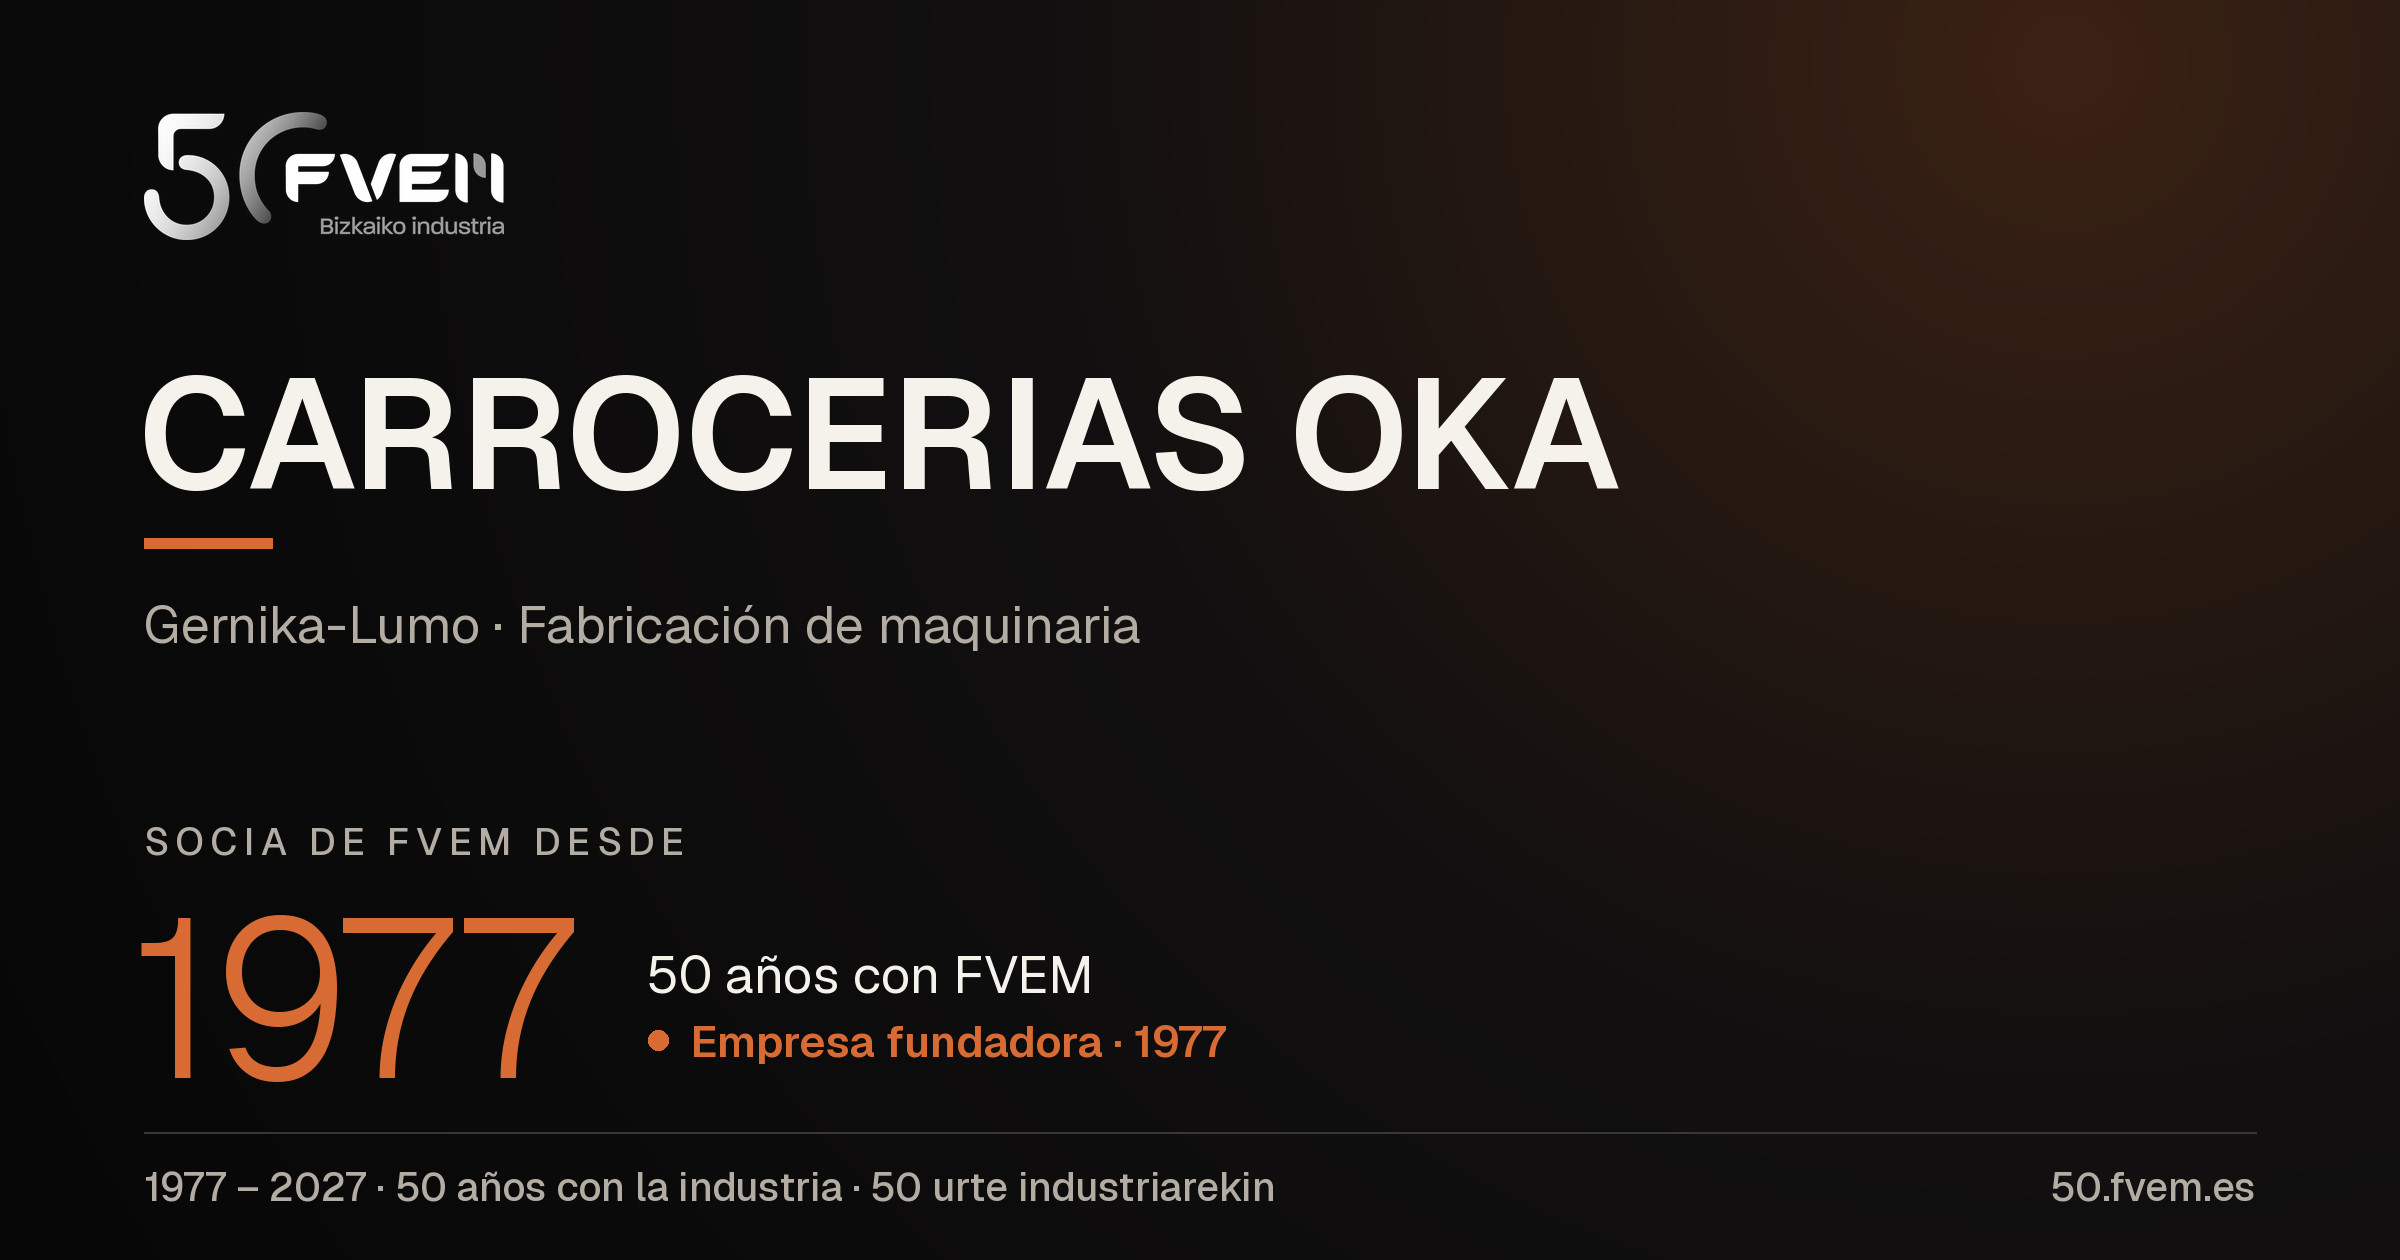 50 FVEM
Bizkaiko industria
CARROCERIAS OKA
Gernika-Lumo · Fabricación de maquinaria
SOCIA DE FVEM DESDE
1977
50 años con FVEM
Empresa fundadora · 1977
1977 – 2027 · 50 años con la industria · 50 urte industriarekin
50.fvem.es